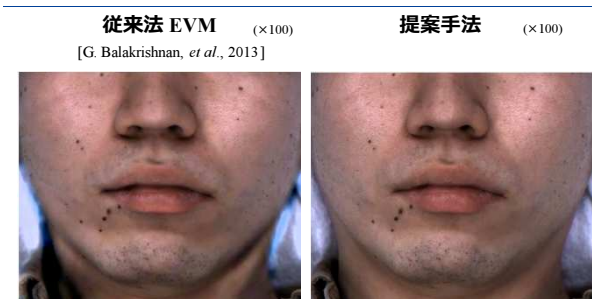 従来法 EVM (×100)
[G. Balakrishnan, et al., 2013]
提案手法 (×100)